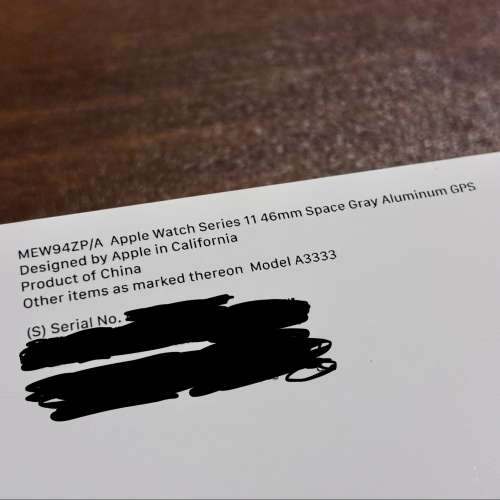 MEW94ZP/A Apple Watch Series 11 46mm Space Gray Aluminum GPS
Designed by Apple in California
Product of China
Other items as marked thereon Model A3333
(S) Serial No.